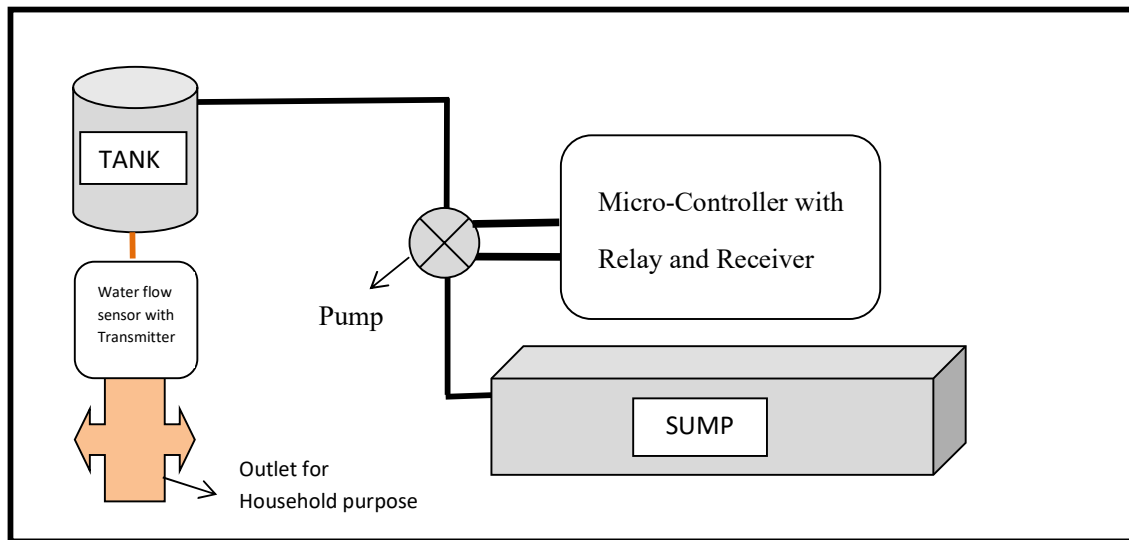 TANK
Water flow
sensor with
Transmitter
Outlet for
Household purpose
Pump
Micro-Controller with
Relay and Receiver
SUMP